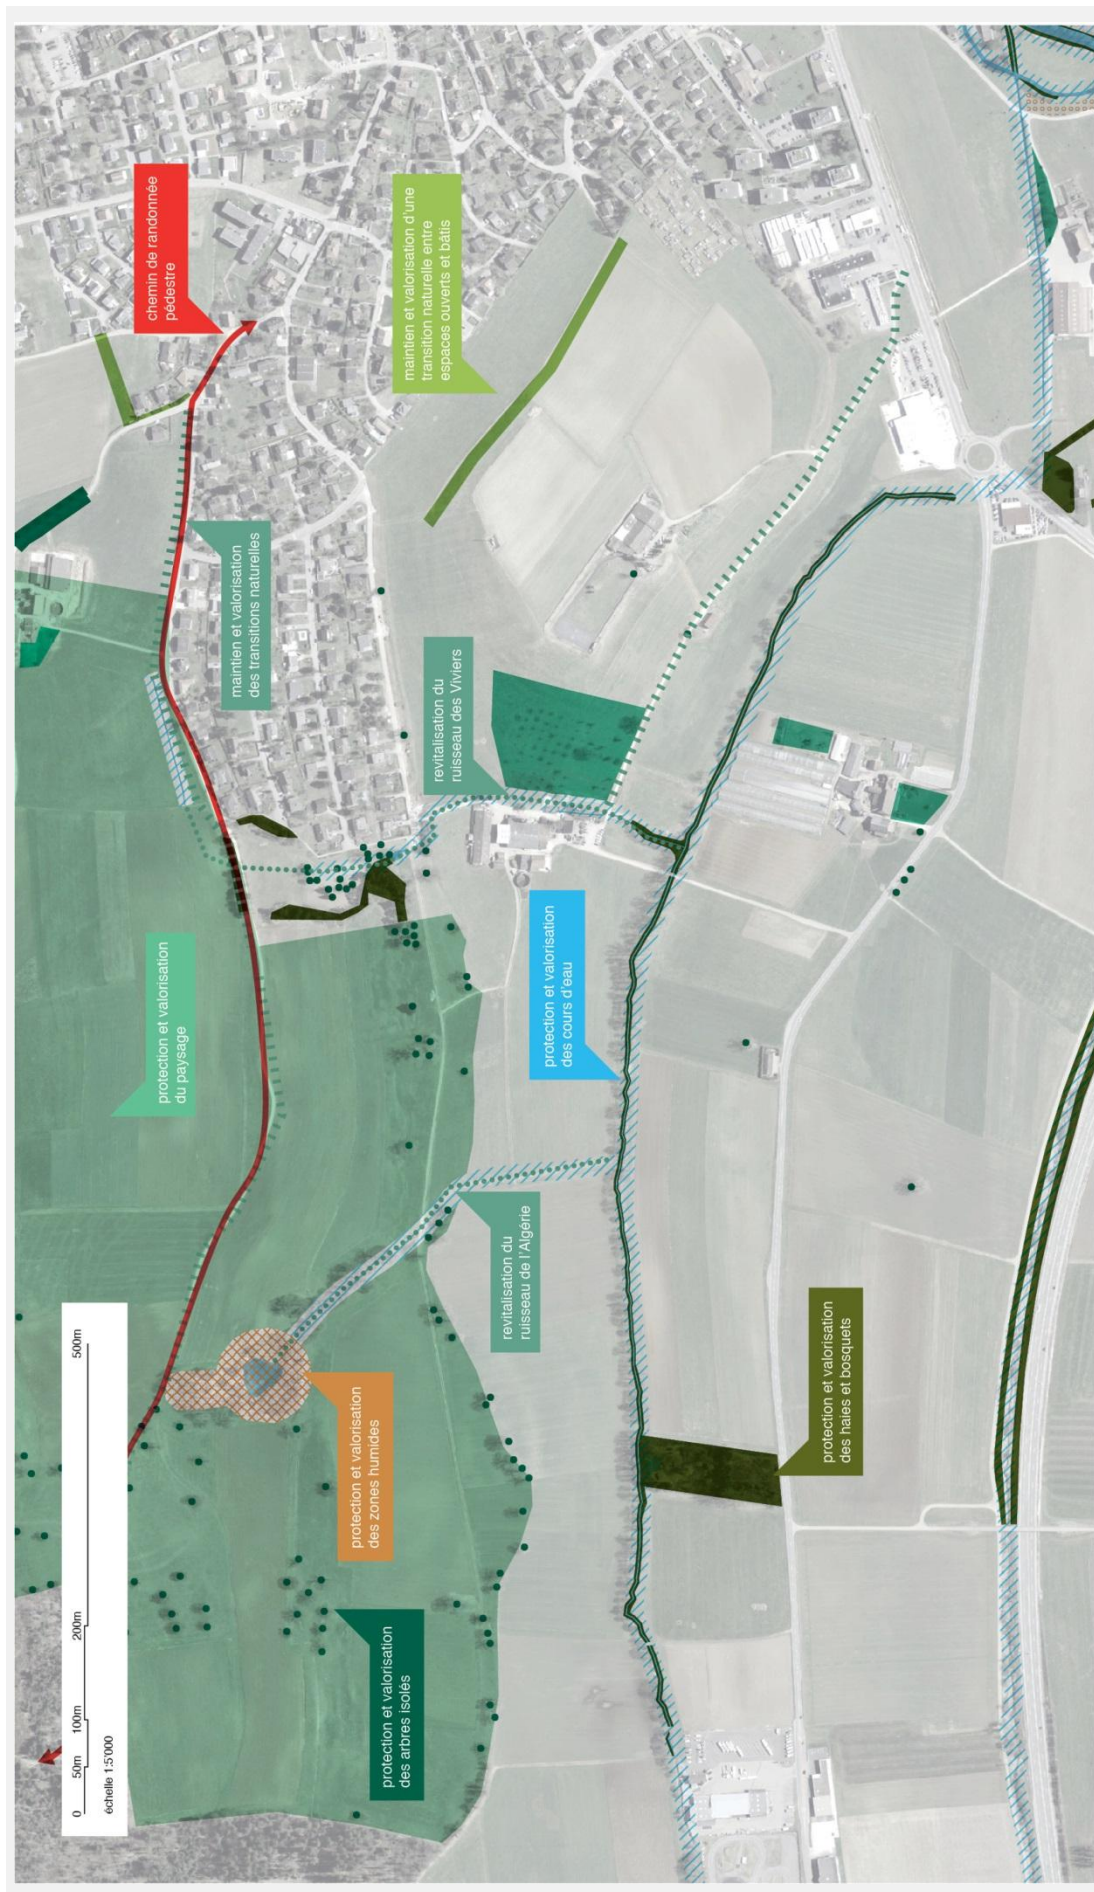 chemin de randonnée
pédestre
maintien et valorisation d'une
transition naturelle entre
espaces ouverts et bâtis
maintien et valorisation
des transitions naturelles
revitalisation du
ruisseau des Viviers
protection et valorisation
du paysage
protection et valorisation
des cours d'eau
revitalisation du
ruisseau de l'Algérie
protection et valorisation
des zones humides
protection et valorisation
des haies et bosquets
protection et valorisation
des arbres isolés
0 50m 100m 200m 500m
échelle 1:5'000